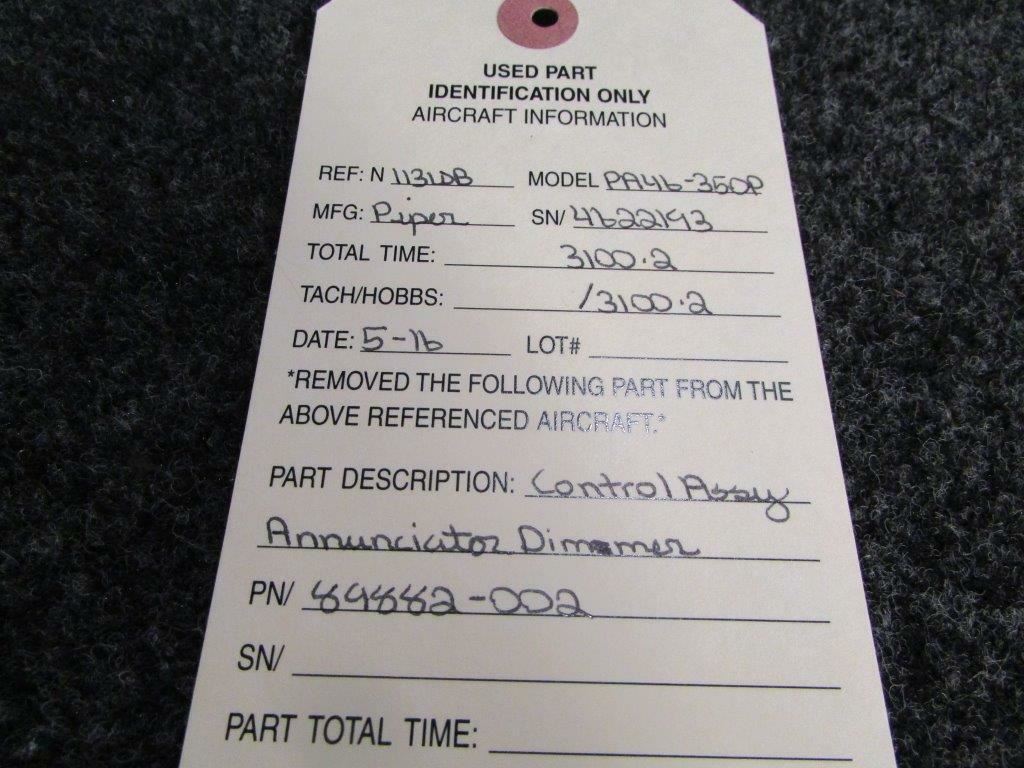 USED PART
IDENTIFICATION ONLY
AIRCRAFT INFORMATION
REF: N 1131DB MODEL PA46-350P
MFG: Piper SN/ 4622193
TOTAL TIME: 3100.2
TACH/HOBBS: /3100.2
DATE: 5-16 LOT#
*REMOVED THE FOLLOWING PART FROM THE
ABOVE REFERENCED AIRCRAFT.*
PART DESCRIPTION: Control Assy
Annunciator Dimmer
PN/ 89882-002
SN/
PART TOTAL TIME: